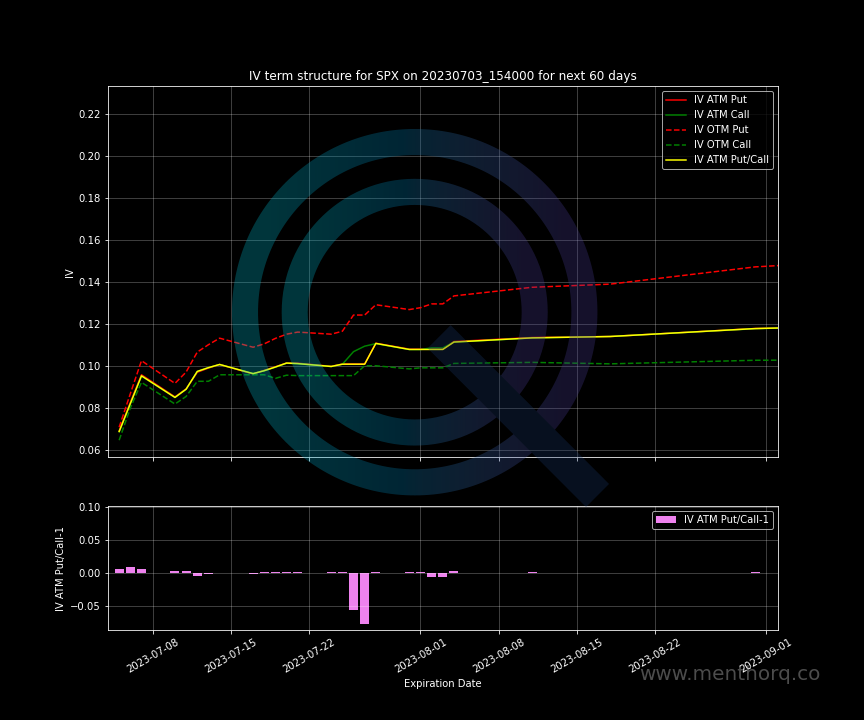 IV term structure for SPX on 20230703_154000 for next 60 days
IV ATM Put
IV ATM Call
IV OTM Put
IV OTM Call
IV ATM Put/Call
0.22
0.20
0.18
0.16
0.14
0.12
0.10
0.08
0.06
IV
IV ATM Put/Call-1
0.10
0.05
0.00
−0.05
IV ATM Put/Call-1
2023-07-08
2023-07-15
2023-07-22
2023-08-01
2023-08-08
2023-08-15
2023-08-22
2023-09-01
Expiration Date
www.menthorq.co